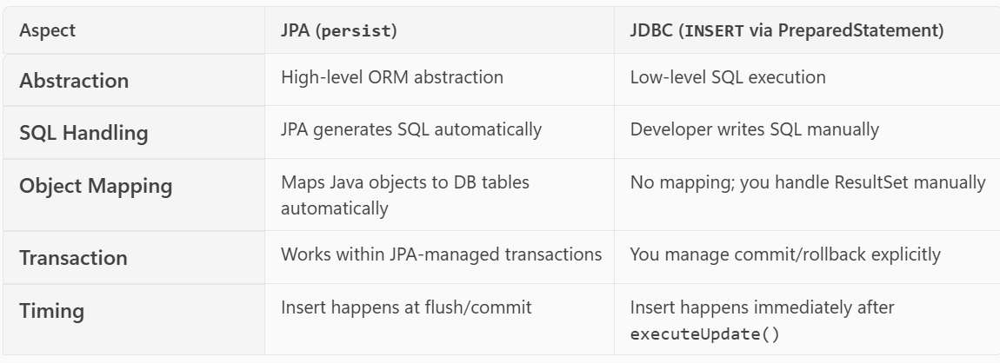 Aspect JPA (persist) JDBC (INSERT via PreparedStatement)
Abstraction High-level ORM abstraction Low-level SQL execution
SQL Handling JPA generates SQL automatically Developer writes SQL manually
Object Mapping Maps Java objects to DB tables No mapping; you handle ResultSet manually
automatically
Transaction Works within JPA-managed transactions You manage commit/rollback explicitly
Timing Insert happens at flush/commit Insert happens immediately after
executeUpdate()